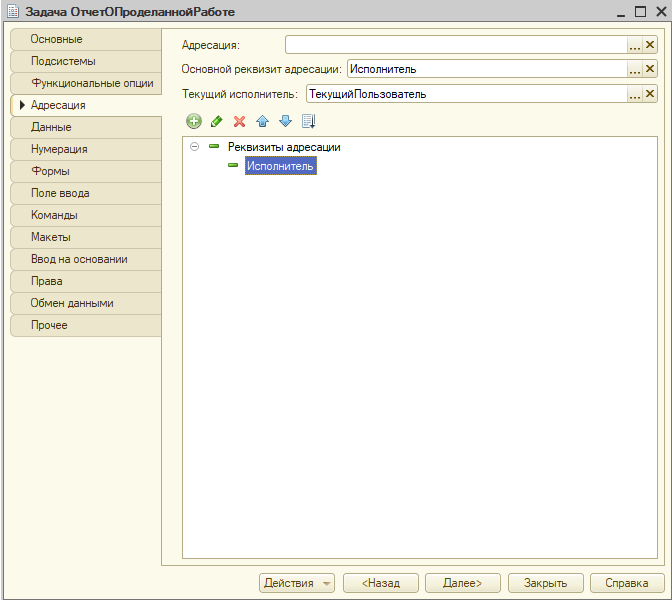 Задача ОтчетОПроделаннойРаботе
Основные
Подсистемы
Функциональные опции
Адресация
Данные
Нумерация
Формы
Поле ввода
Команды
Макеты
Ввод на основании
Права
Обмен данными
Прочее
Адресация:
Основной реквизит адресации: Исполнитель
Текущий исполнитель: ТекущийПользователь
Реквизиты адресации
Исполнитель
Действия <Назад Далее> Закрыть Справка